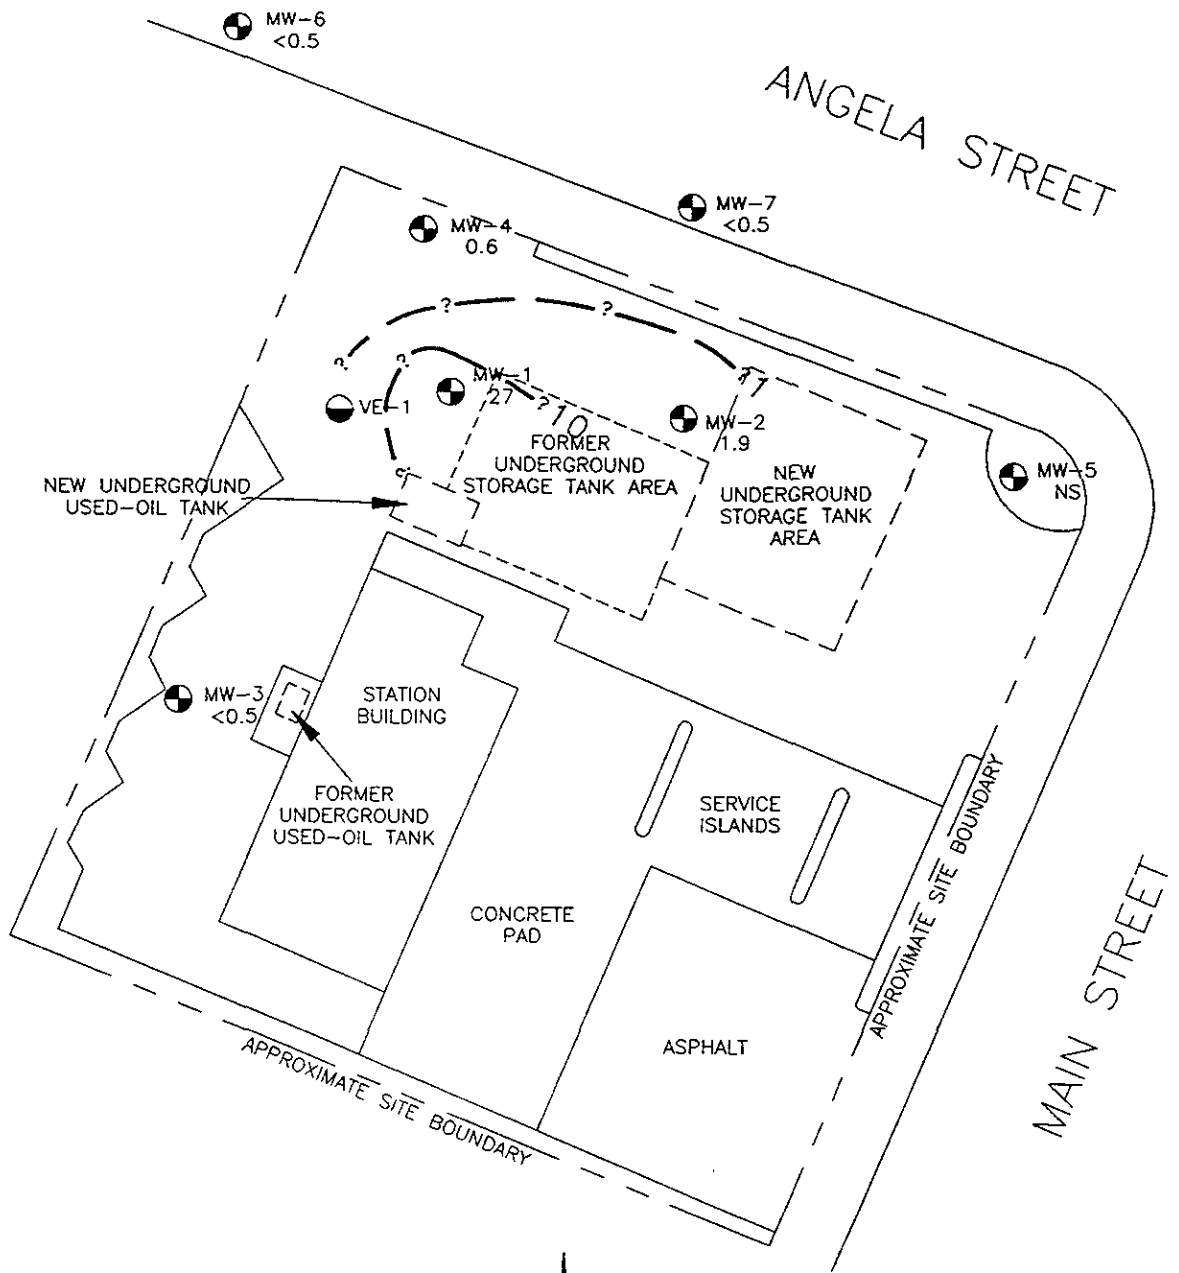 MW-6
<0.5
ANGELA STREET
MW-7
<0.5
MW-4
0.6
?
?
?
?
1
?
MW-1
27
?
10
VE-1
MW-2
1.9
FORMER
UNDERGROUND
STORAGE TANK AREA
NEW
UNDERGROUND
STORAGE TANK
AREA
MW-5
NS
?
NEW UNDERGROUND
USED-OIL TANK
MW-3
<0.5
STATION
BUILDING
FORMER
UNDERGROUND
USED-OIL TANK
SERVICE
ISLANDS
CONCRETE
PAD
ASPHALT
APPROXIMATE SITE BOUNDARY
MAIN STREET
APPROXIMATE SITE BOUNDARY